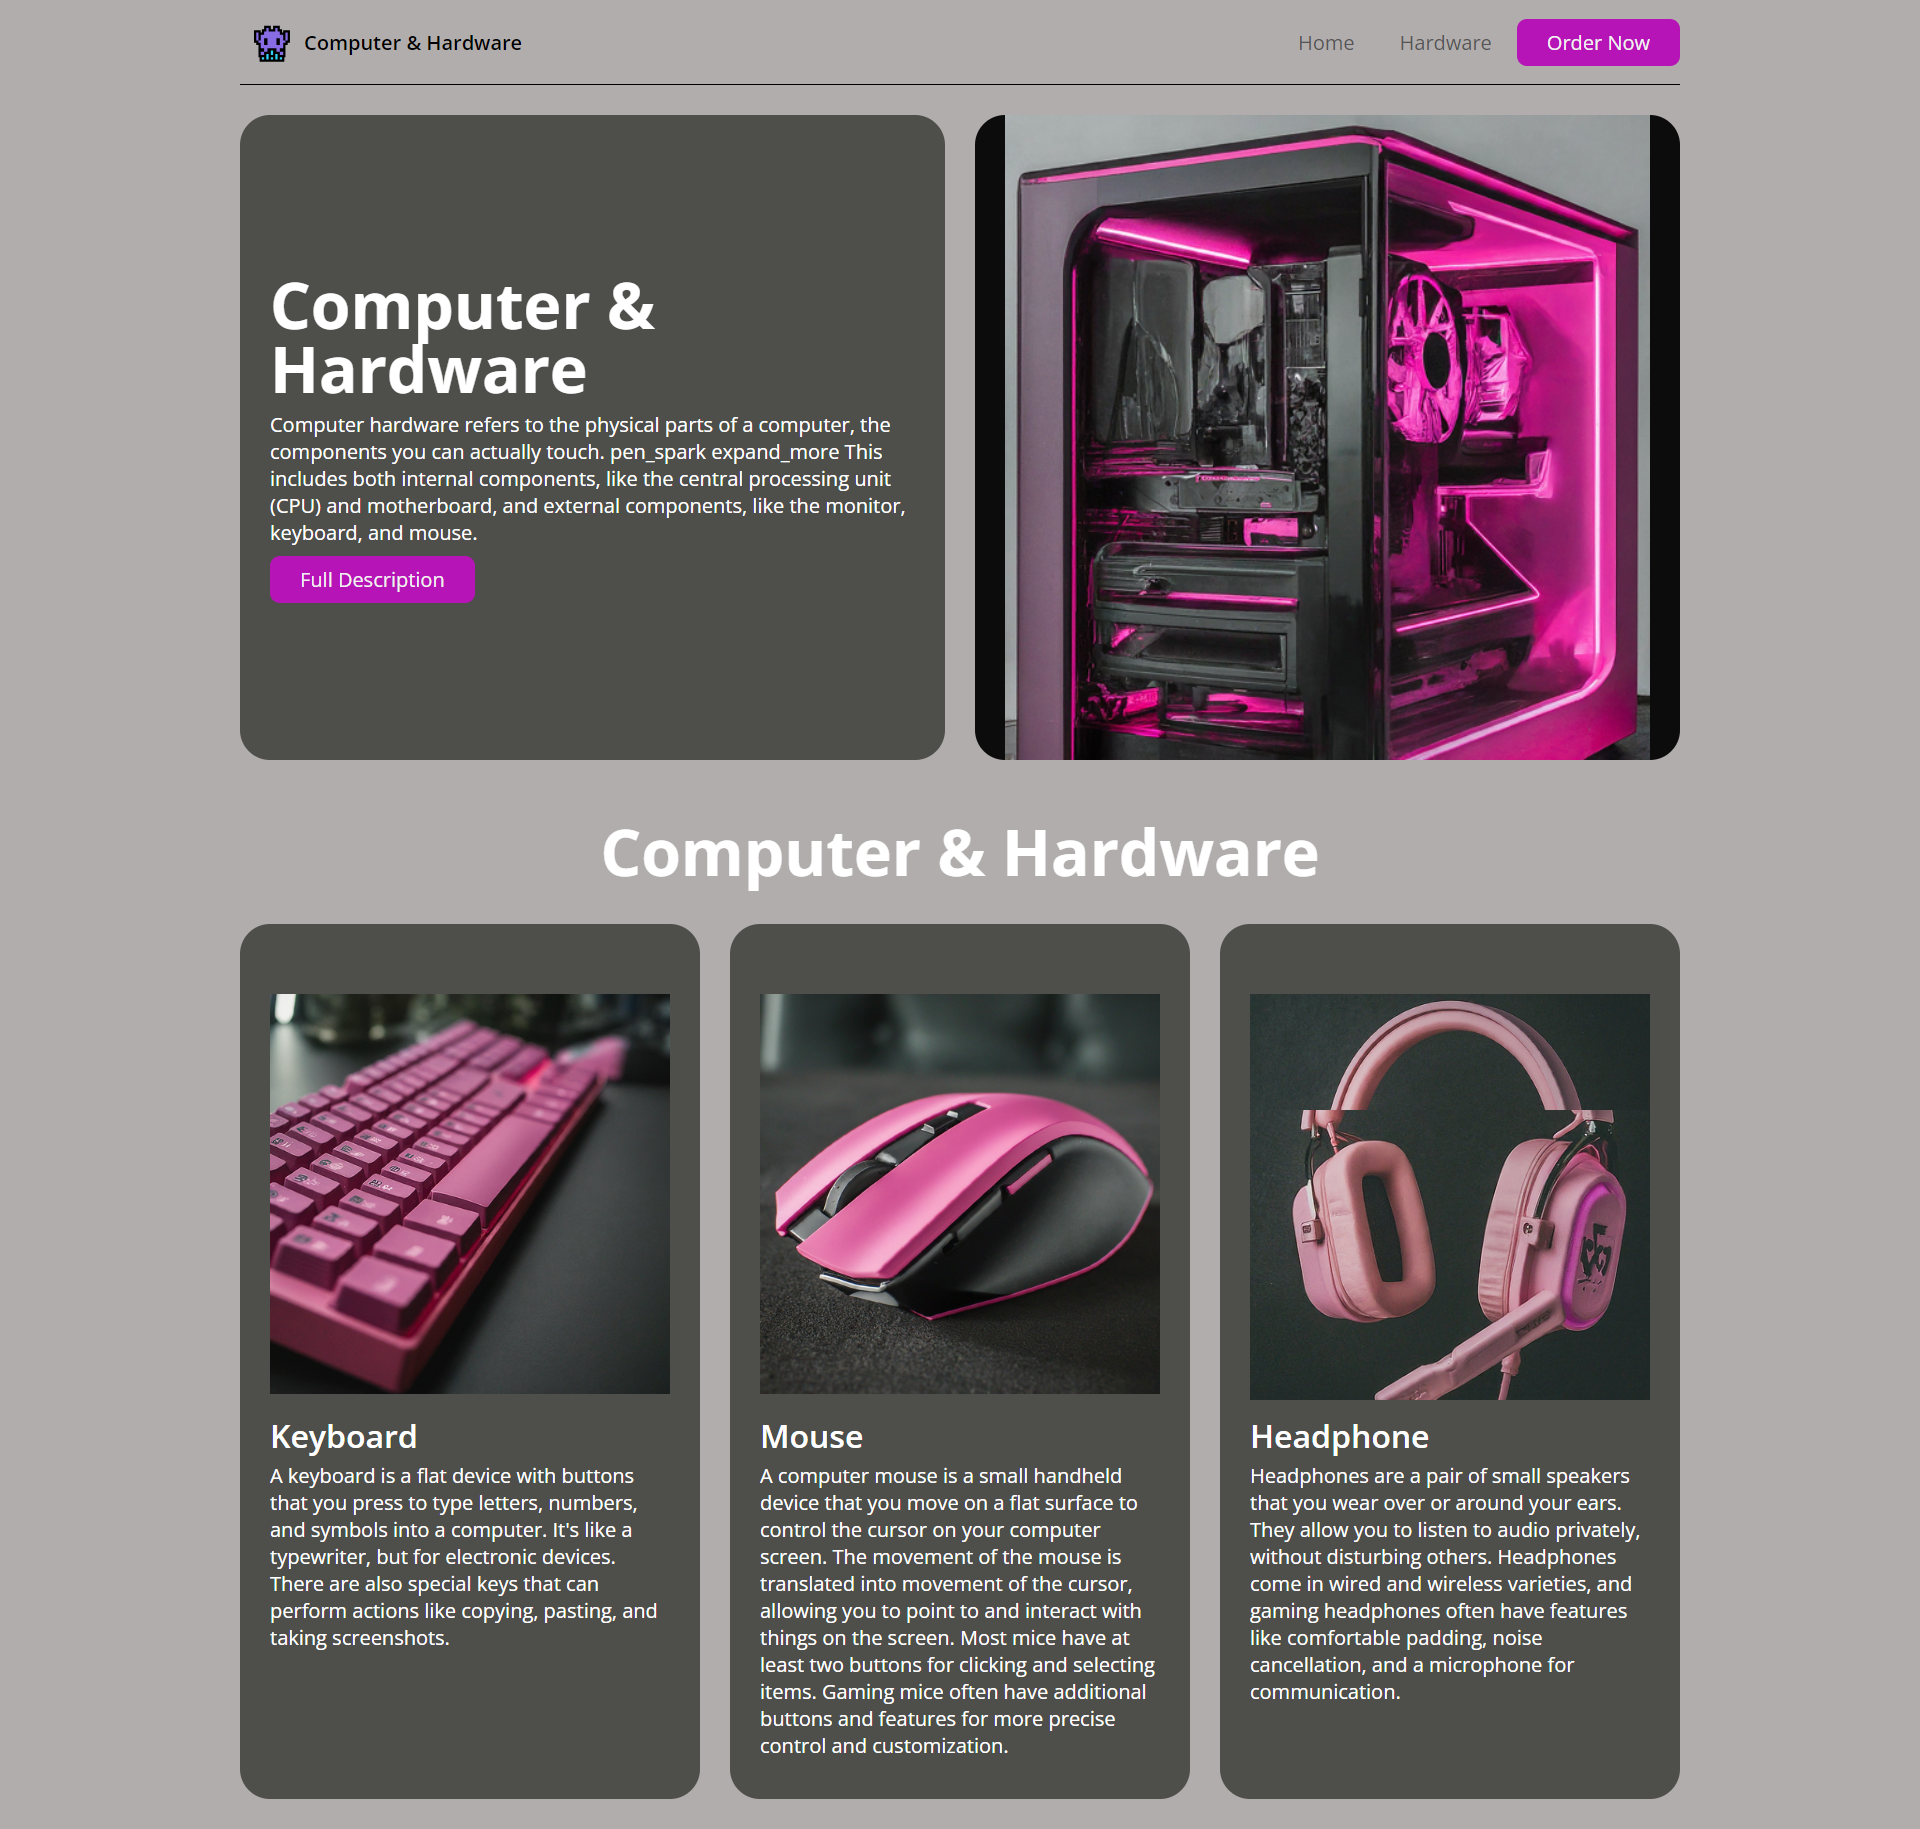 Computer & Hardware
Home
Hardware
Order Now
Computer &
Hardware
Computer hardware refers to the physical parts of a computer, the
components you can actually touch. pen_spark expand_more This
includes both internal components, like the central processing unit
(CPU) and motherboard, and external components, like the monitor,
keyboard, and mouse.
Full Description
Computer & Hardware
Keyboard
A keyboard is a flat device with buttons
that you press to type letters, numbers,
and symbols into a computer. It's like a
typewriter, but for electronic devices.
There are also special keys that can
perform actions like copying, pasting, and
taking screenshots.
Mouse
A computer mouse is a small handheld
device that you move on a flat surface to
control the cursor on your computer
screen. The movement of the mouse is
translated into movement of the cursor,
allowing you to point to and interact with
things on the screen. Most mice have at
least two buttons for clicking and selecting
items. Gaming mice often have additional
buttons and features for more precise
control and customization.
Headphone
Headphones are a pair of small speakers
that you wear over or around your ears.
They allow you to listen to audio privately,
without disturbing others. Headphones
come in wired and wireless varieties, and
gaming headphones often have features
like comfortable padding, noise
cancellation, and a microphone for
communication.